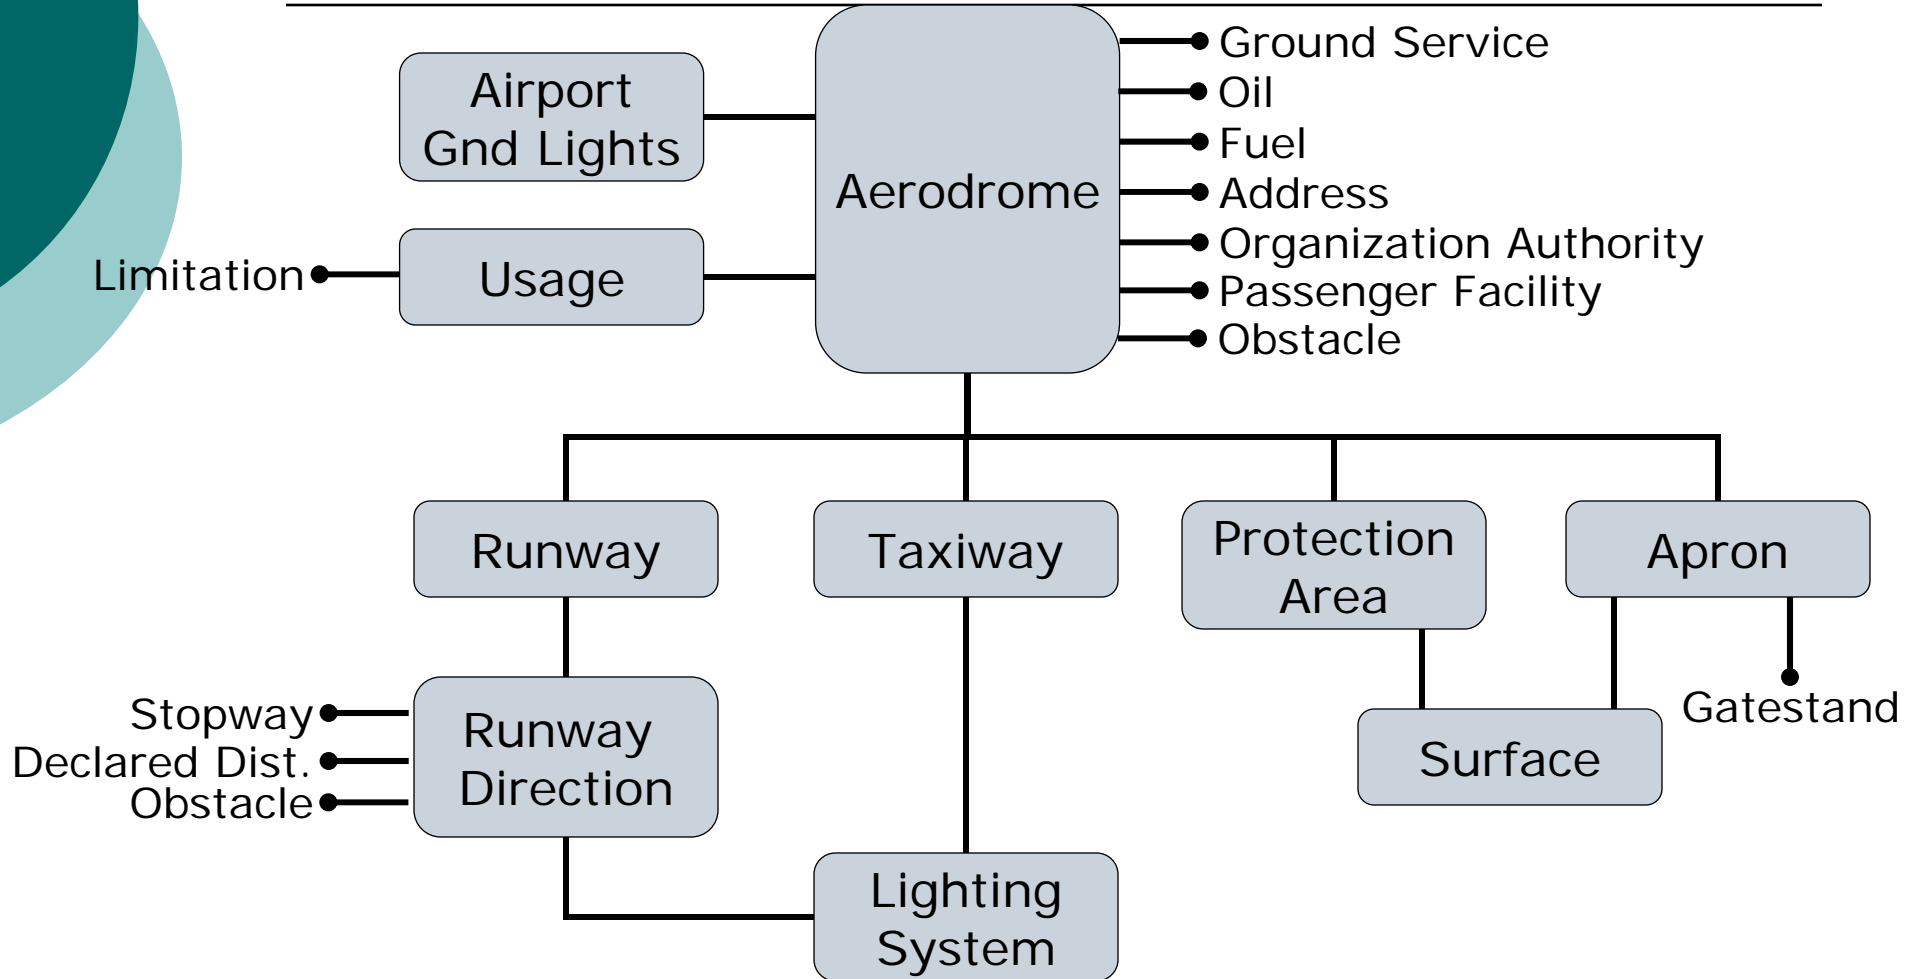 Airport
Gnd Lights
Limitation
Usage
Aerodrome
Ground Service
Oil
Fuel
Address
Organization Authority
Passenger Facility
Obstacle
Runway
Taxiway
Protection
Area
Apron
Stopway
Declared Dist.
Obstacle
Runway
Direction
Surface
Gatestand
Lighting
System